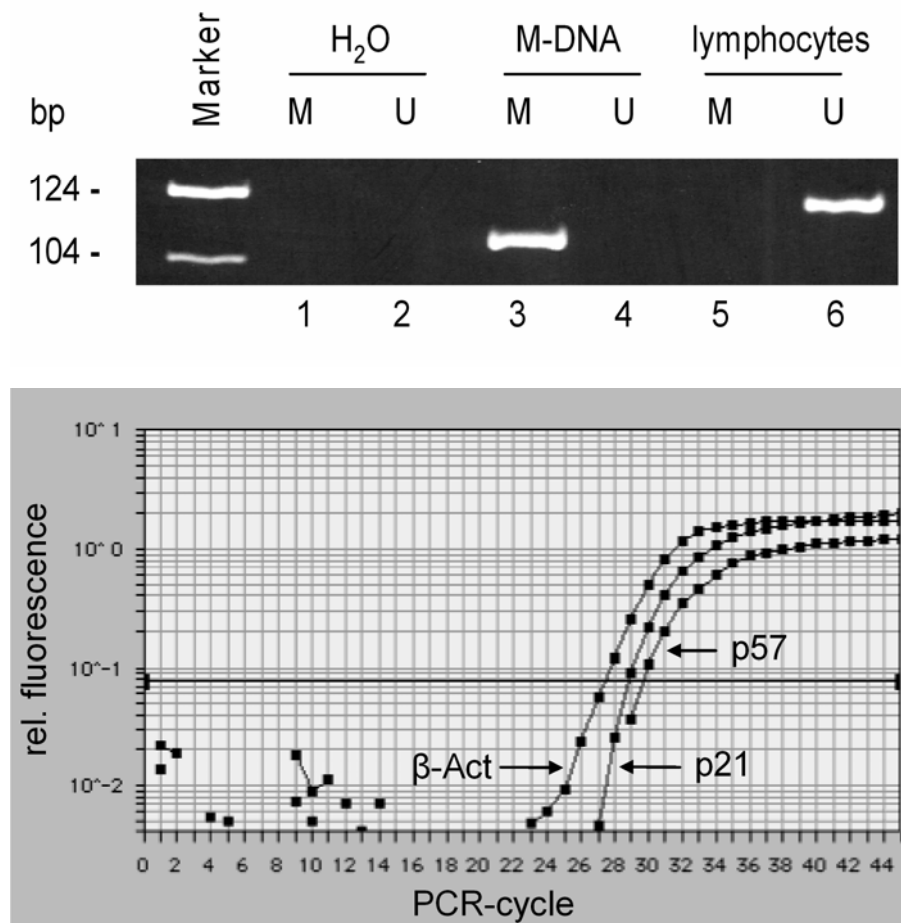 H₂O M-DNA lymphocytes
bp Marker M U M U M U
124 -
104 -
1 2 3 4 5 6
10^ 1
10^ 0
10^-1
10^-2
rel. fluorescence
p57
β-Act
p21
0 2 4 6 8 10 12 14 16 18 20 22 24 26 28 30 32 34 36 38 40 42 44
PCR-cycle